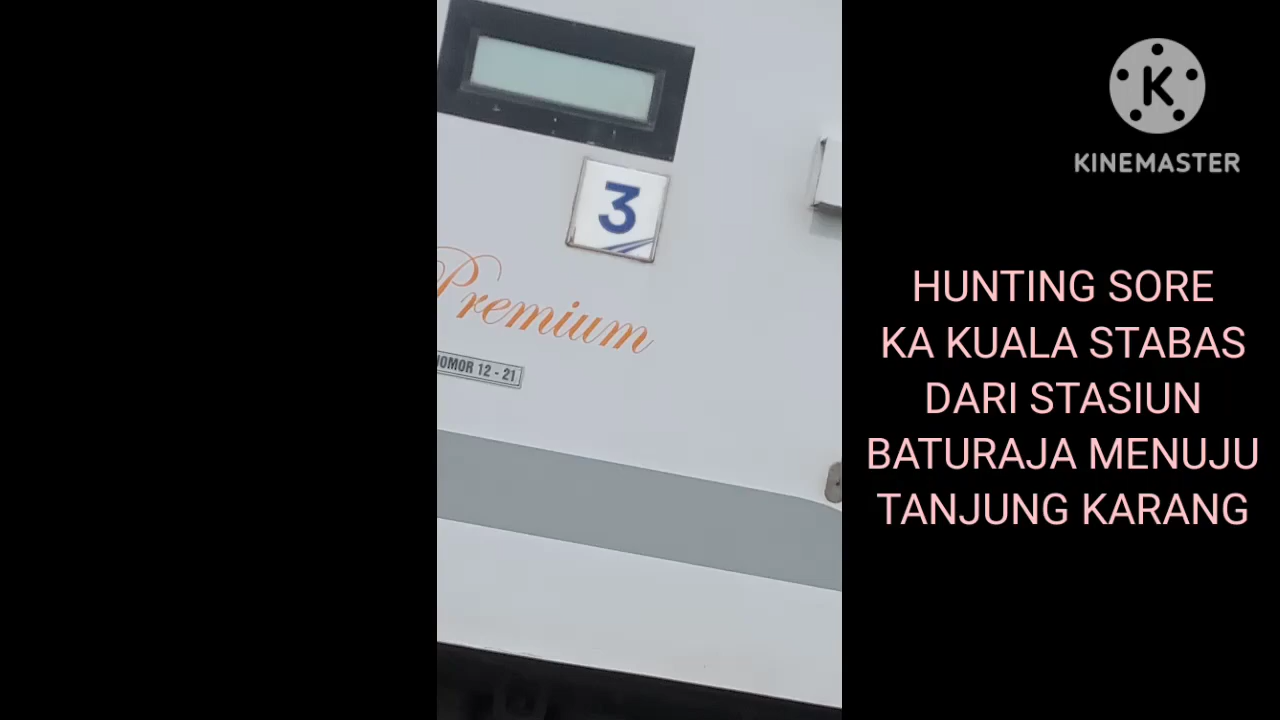 3
Premium
NOMOR 12 - 21
KINEMASTER
HUNTING SORE
KA KUALA STABAS
DARI STASIUN
BATURAJA MENUJU
TANJUNG KARANG